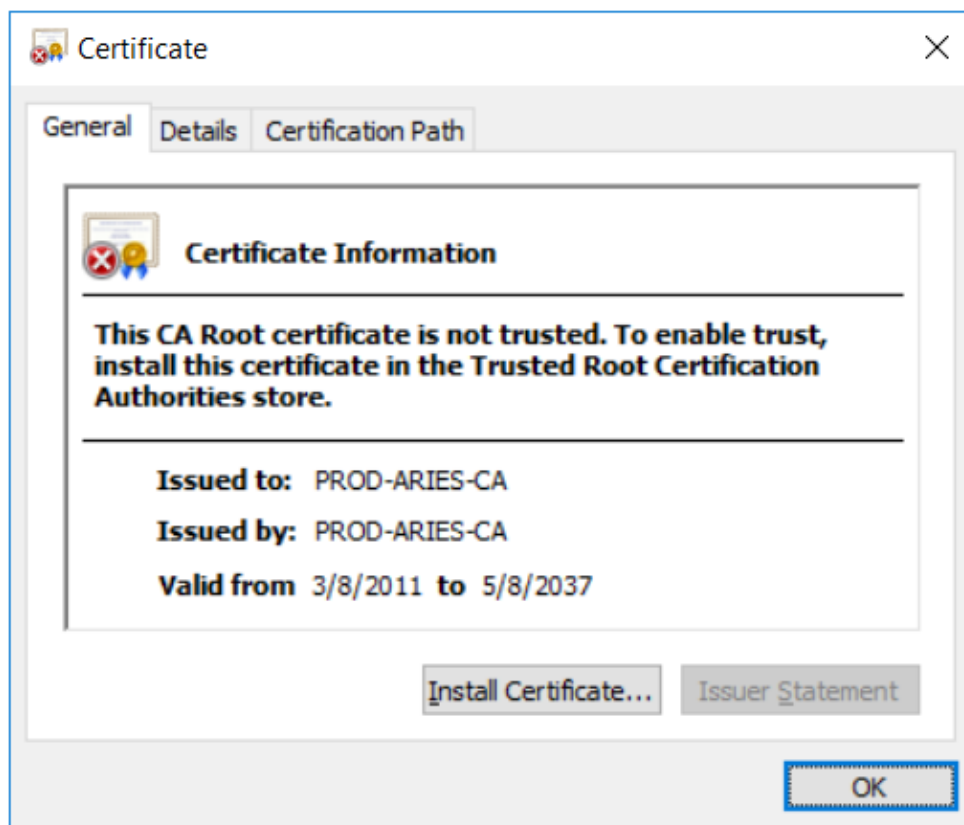 Certificate
General Details Certification Path
Certificate Information
This CA Root certificate is not trusted. To enable trust,
install this certificate in the Trusted Root Certification
Authorities store.
Issued to: PROD-ARIES-CA
Issued by: PROD-ARIES-CA
Valid from 3/8/2011 to 5/8/2037
Install Certificate... Issuer Statement
OK